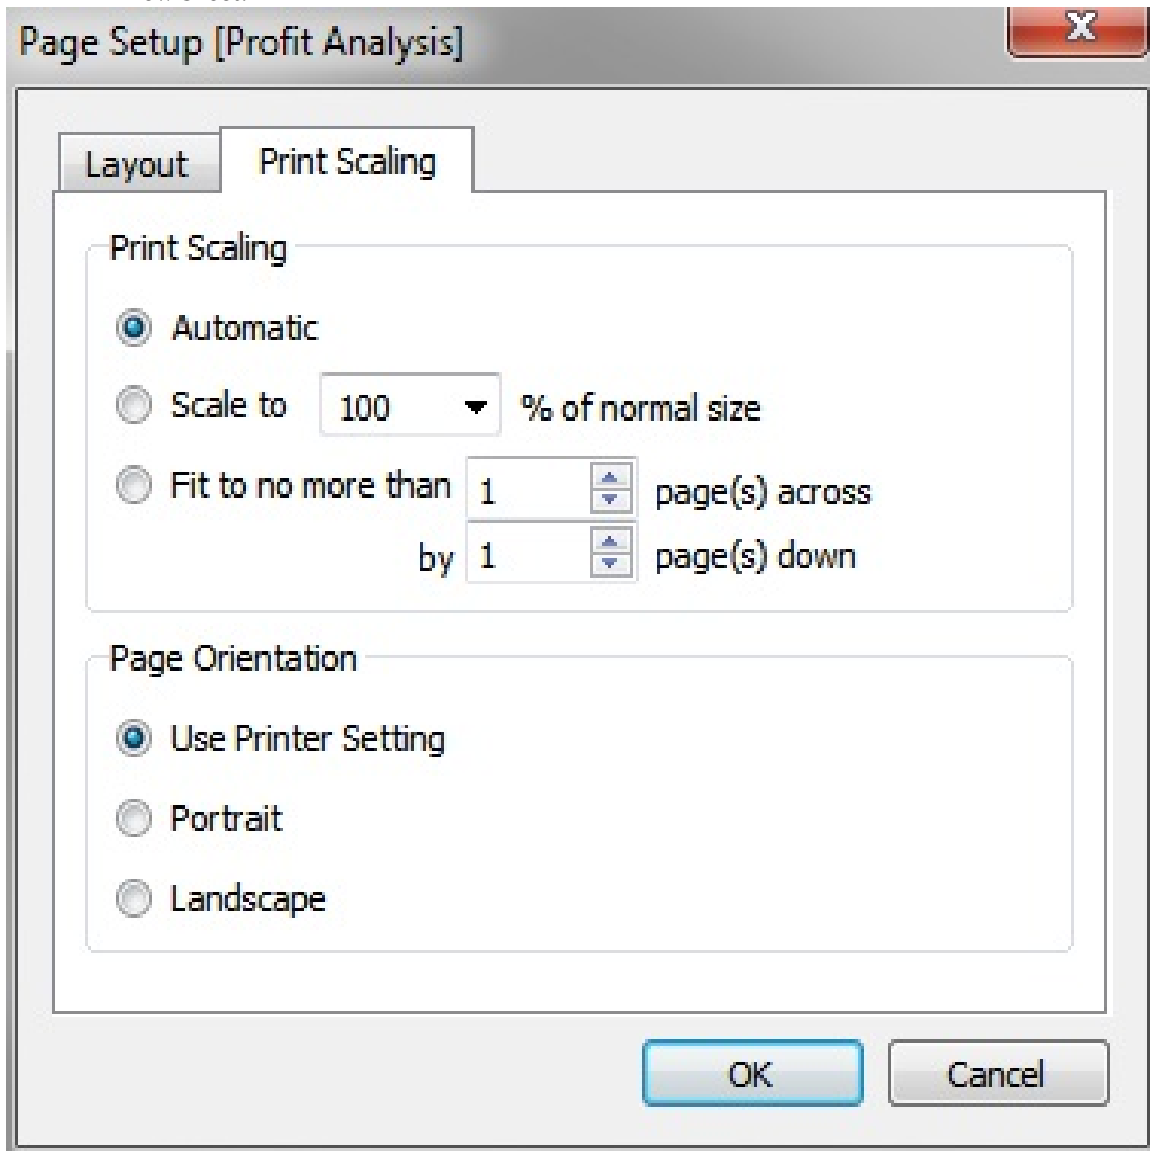 Page Setup [Profit Analysis]
X
Layout
Print Scaling
Print Scaling
Automatic
Scale to 100 % of normal size
Fit to no more than 1 page(s) across
by 1 page(s) down
Page Orientation
Use Printer Setting
Portrait
Landscape
OK
Cancel